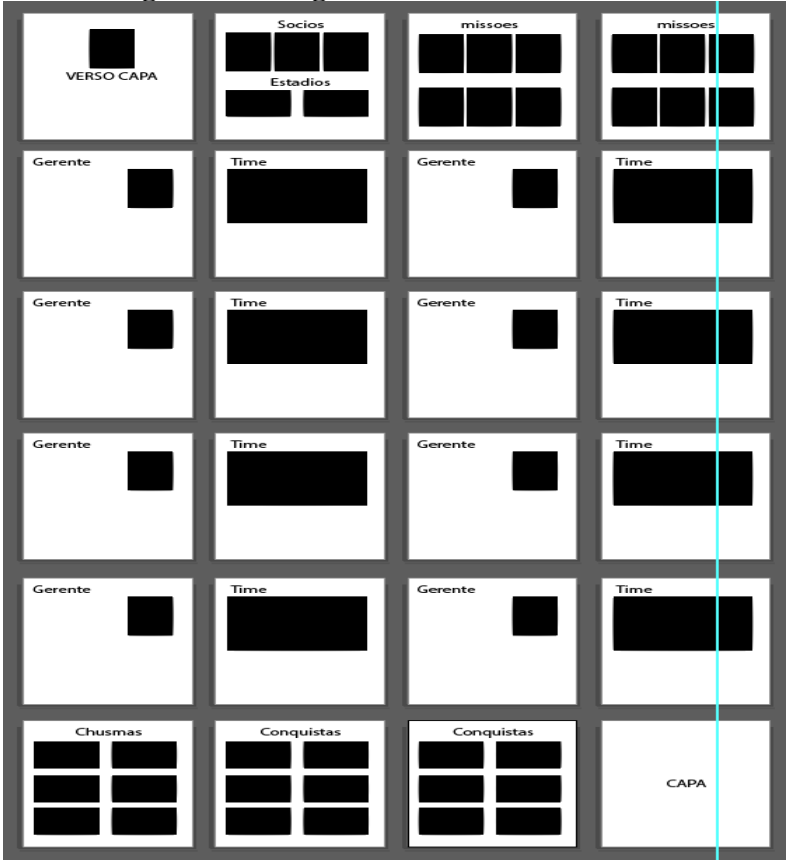 Socios
missoes
missoes
VERSO CAPA
Estadios
Gerente
Time
Gerente
Time
Gerente
Time
Gerente
Time
Gerente
Time
Gerente
Time
Gerente
Time
Gerente
Time
Chusmas
Conquistas
Conquistas
CAPA